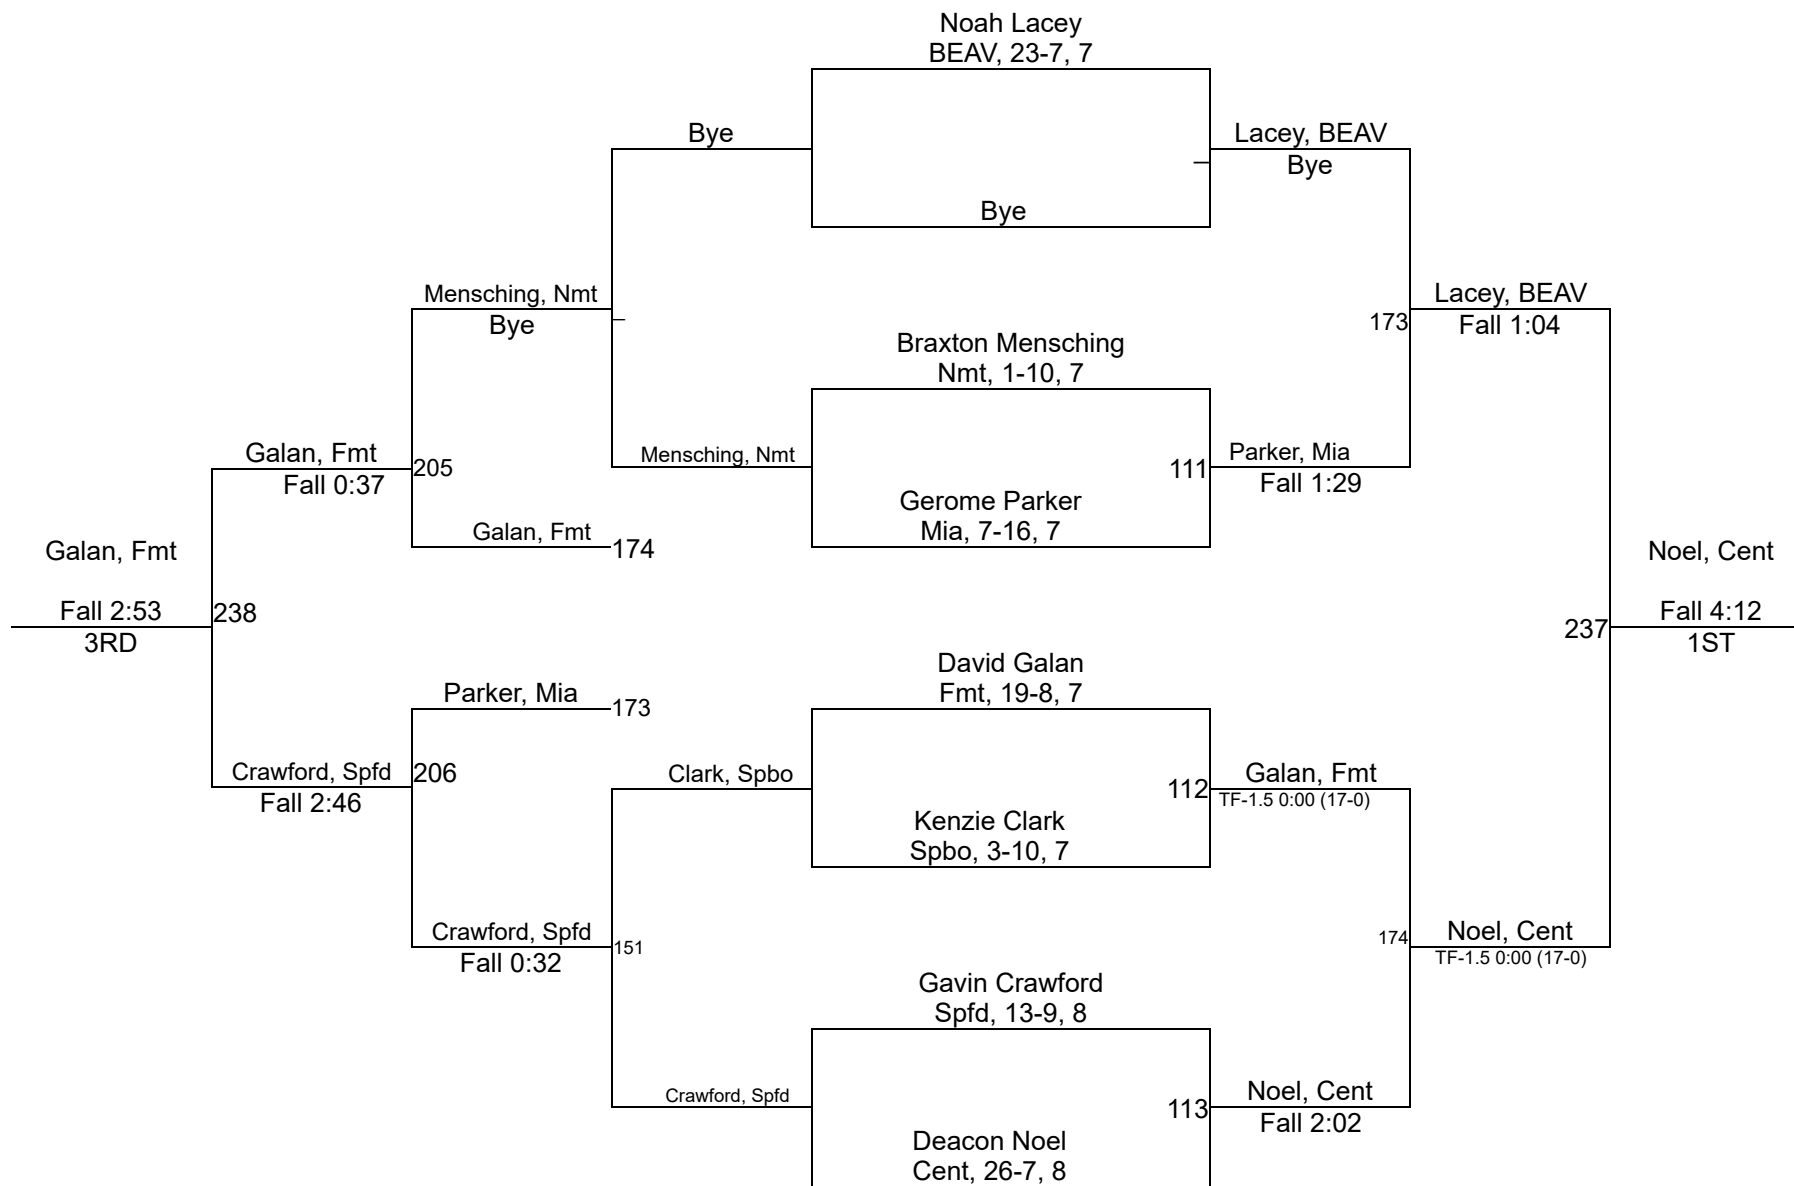 Noah Lacey
BEAV, 23-7, 7
Bye
Lacey, BEAV
Bye
Bye
Mensching, Nmt
Bye
Lacey, BEAV
173
Fall 1:04
Braxton Mensching
Nmt, 1-10, 7
Galan, Fmt
205
Fall 0:37
Mensching, Nmt
111
Parker, Mia
Fall 1:29
Gerome Parker
Mia, 7-16, 7
Galan, Fmt
174
Galan, Fmt
Noel, Cent
Fall 2:53
238
3RD
237
Fall 4:12
1ST
David Galan
Fmt, 19-8, 7
Parker, Mia
173
Crawford, Spfd
206
Fall 2:46
Clark, Spbo
112
Galan, Fmt
TF-1.5 0:00 (17-0)
Kenzie Clark
Spbo, 3-10, 7
Crawford, Spfd
151
Fall 0:32
174
Noel, Cent
TF-1.5 0:00 (17-0)
Gavin Crawford
Spfd, 13-9, 8
Crawford, Spfd
113
Noel, Cent
Fall 2:02
Deacon Noel
Cent, 26-7, 8